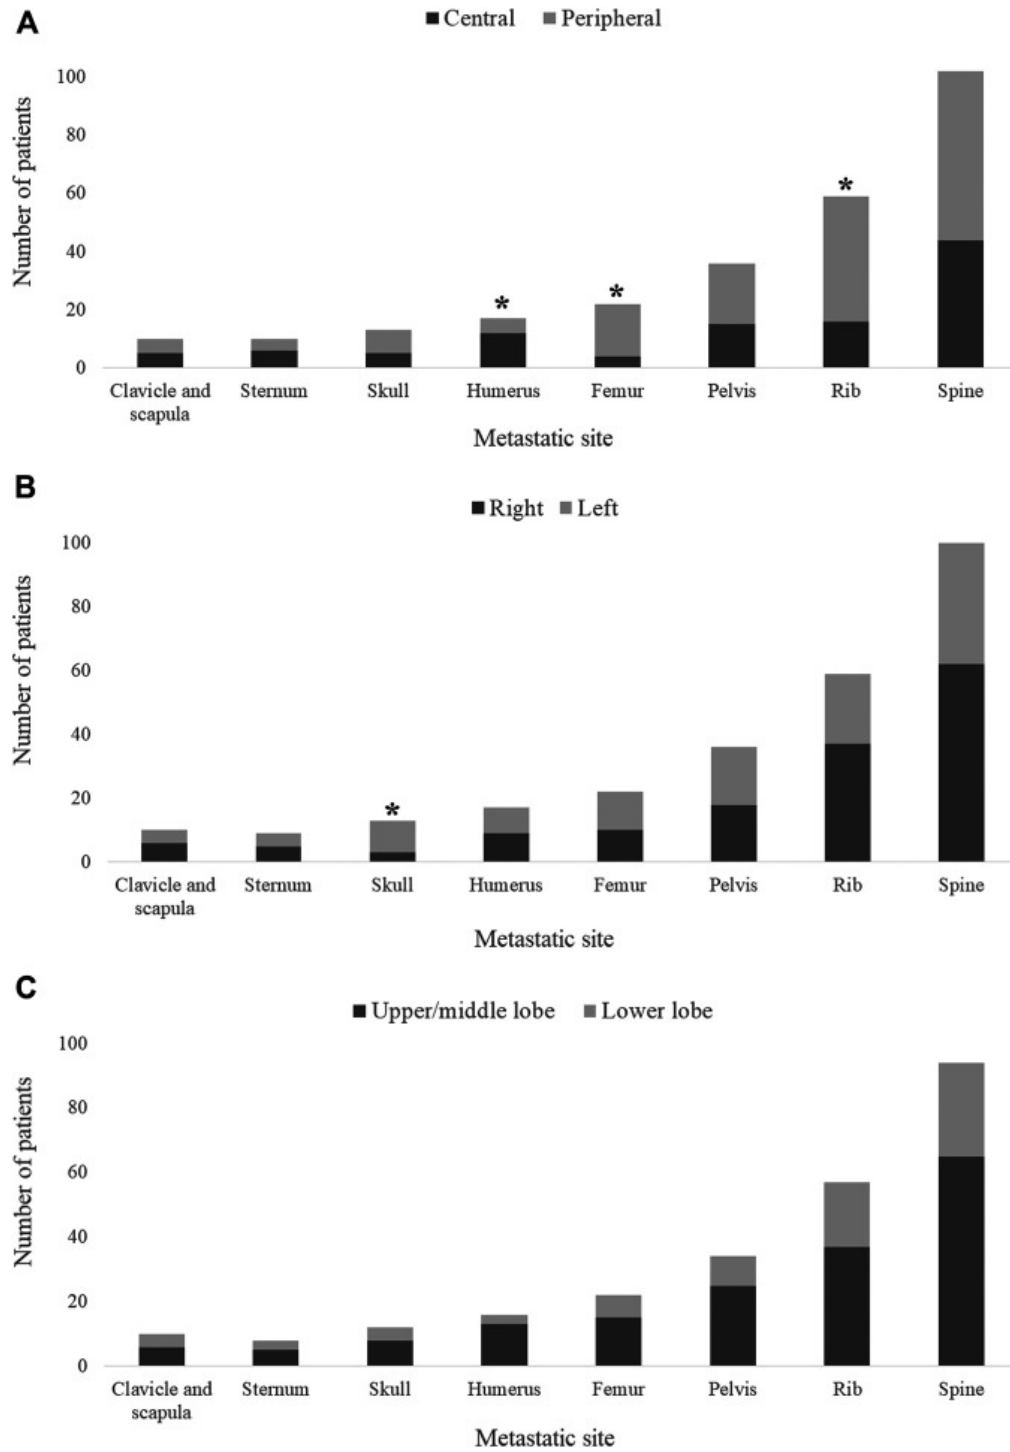 A
Central Peripheral
Number of patients
100
80
60
40
20
0
* * *
Clavicle and scapula Sternum Skull Humerus Femur Pelvis Rib Spine
Metastatic site
B
Right Left
Number of patients
100
80
60
40
20
0
*
Clavicle and scapula Sternum Skull Humerus Femur Pelvis Rib Spine
Metastatic site
C
Upper/middle lobe Lower lobe
Number of patients
100
80
60
40
20
0
Clavicle and scapula Sternum Skull Humerus Femur Pelvis Rib Spine
Metastatic site